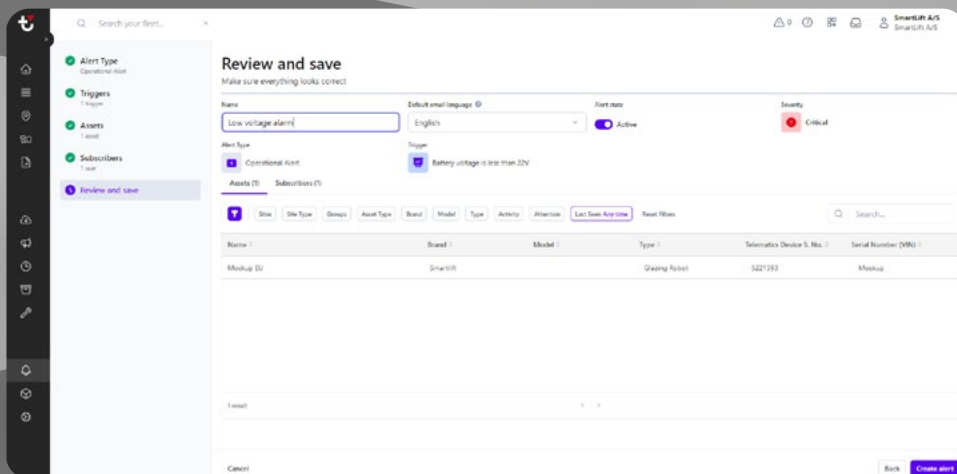 Search your fleet...
0
SmartLift A/S
SmartLift A/S
Alert Type
Operational Alert
Triggers
1 trigger
Assets
1 asset
Subscribers
1 user
Review and save
Review and save
Make sure everything looks correct
Name
Default email language
Alert state
Severity
Low voltage alarm
English
Active
Critical
Alert Type
Trigger
Operational Alert
Battery voltage is less than 22V
Assets (1) Subscribers (1)
Sites Site Type Groups Asset Type Brand Model Type Activity Attention Last Seen Any time Reset Filters
Search...
Name Brand Model Type Telematics Device S. No. Serial Number (VIN)
Mockup EU Smartlift Glazing Robot 5221593 Mockup
1 result
Cancel Back Create alert